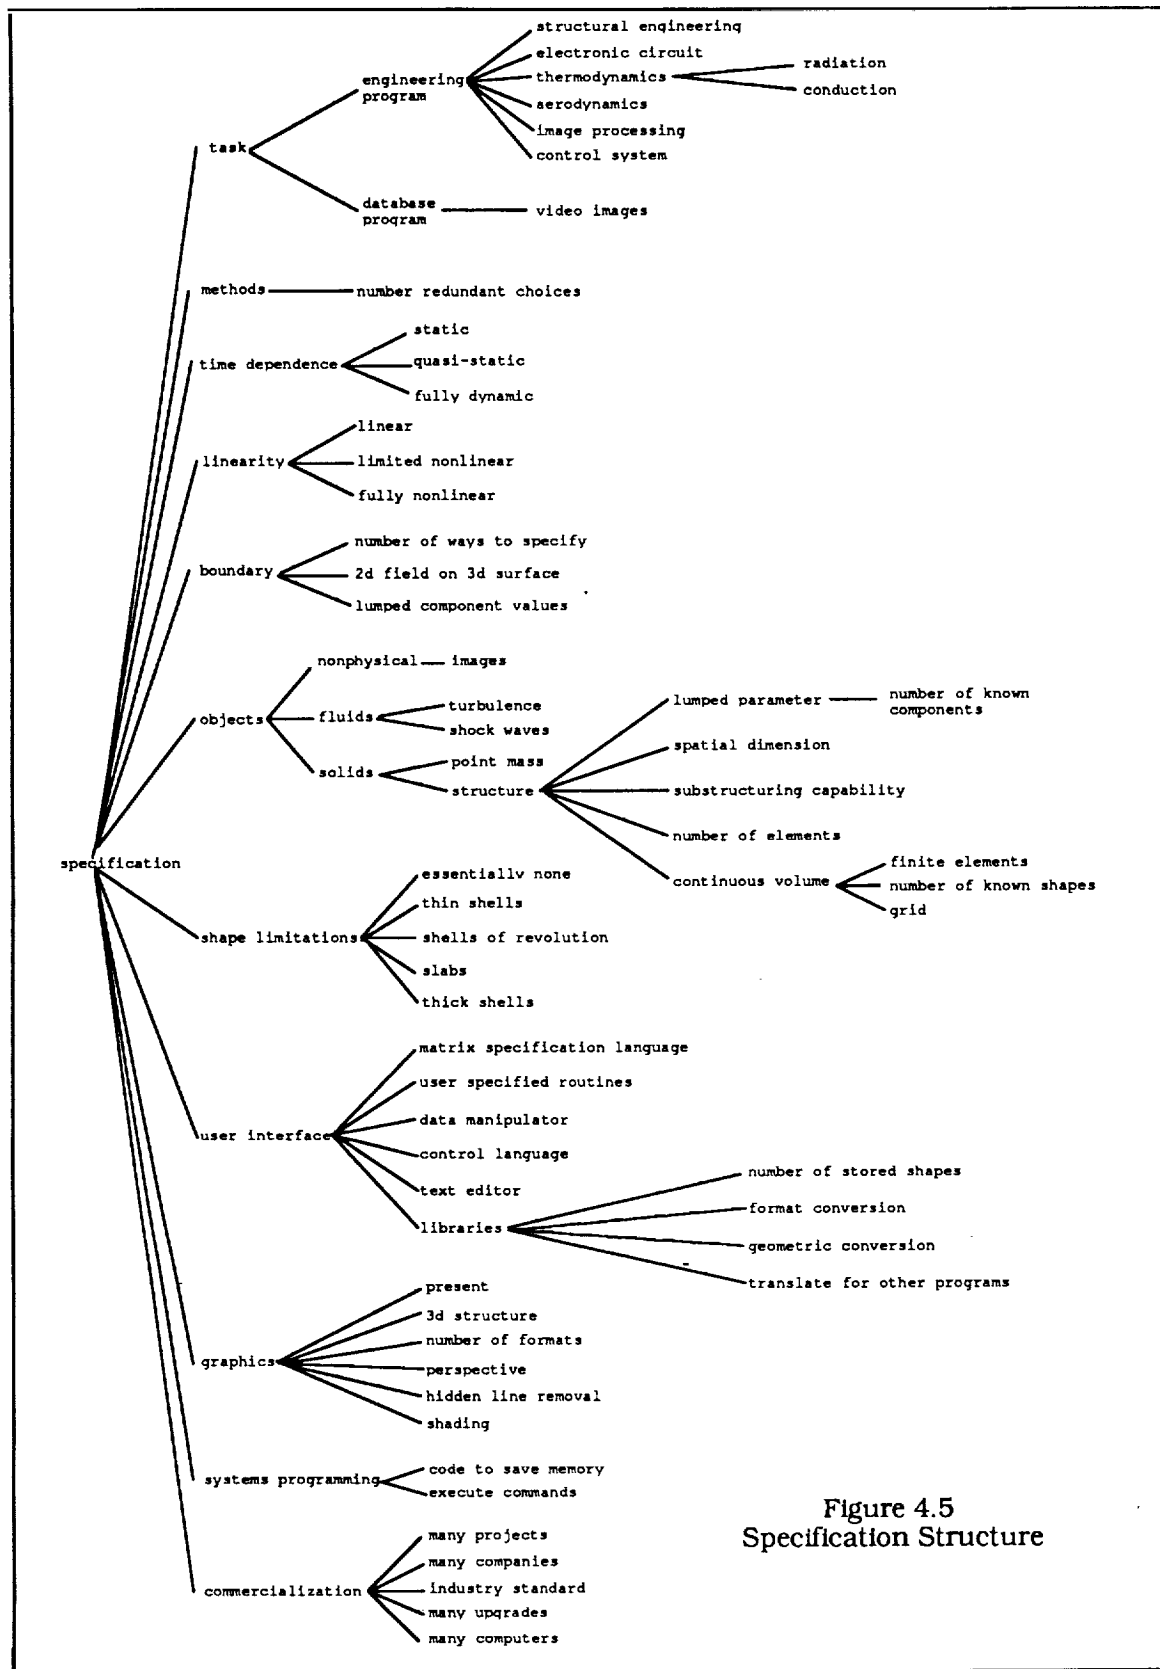 structural engineering
electronic circuit
engineering
program
thermodynamics
radiation
conduction
aerodynamics
image processing
control system
task
database
program
video images
methods
number redundant choices
time dependence
static
quasi-static
fully dynamic
linearity
linear
limited nonlinear
fully nonlinear
boundary
number of ways to specify
2d field on 3d surface
lumped component values
objects
nonphysical
images
fluids
turbulence
shock waves
solids
point mass
structure
lumped parameter
number of known
components
spatial dimension
substructuring capability
number of elements
continuous volume
finite elements
number of known shapes
grid
specification
shape limitations
essentially none
thin shells
shells of revolution
slabs
thick shells
user interface
matrix specification language
user specified routines
data manipulator
control language
text editor
libraries
number of stored shapes
format conversion
geometric conversion
translate for other programs
graphics
present
3d structure
number of formats
perspective
hidden line removal
shading
systems programming
code to save memory
execute commands
commercialization
many projects
many companies
industry standard
many upgrades
many computers
Figure 4.5
Specification Structure